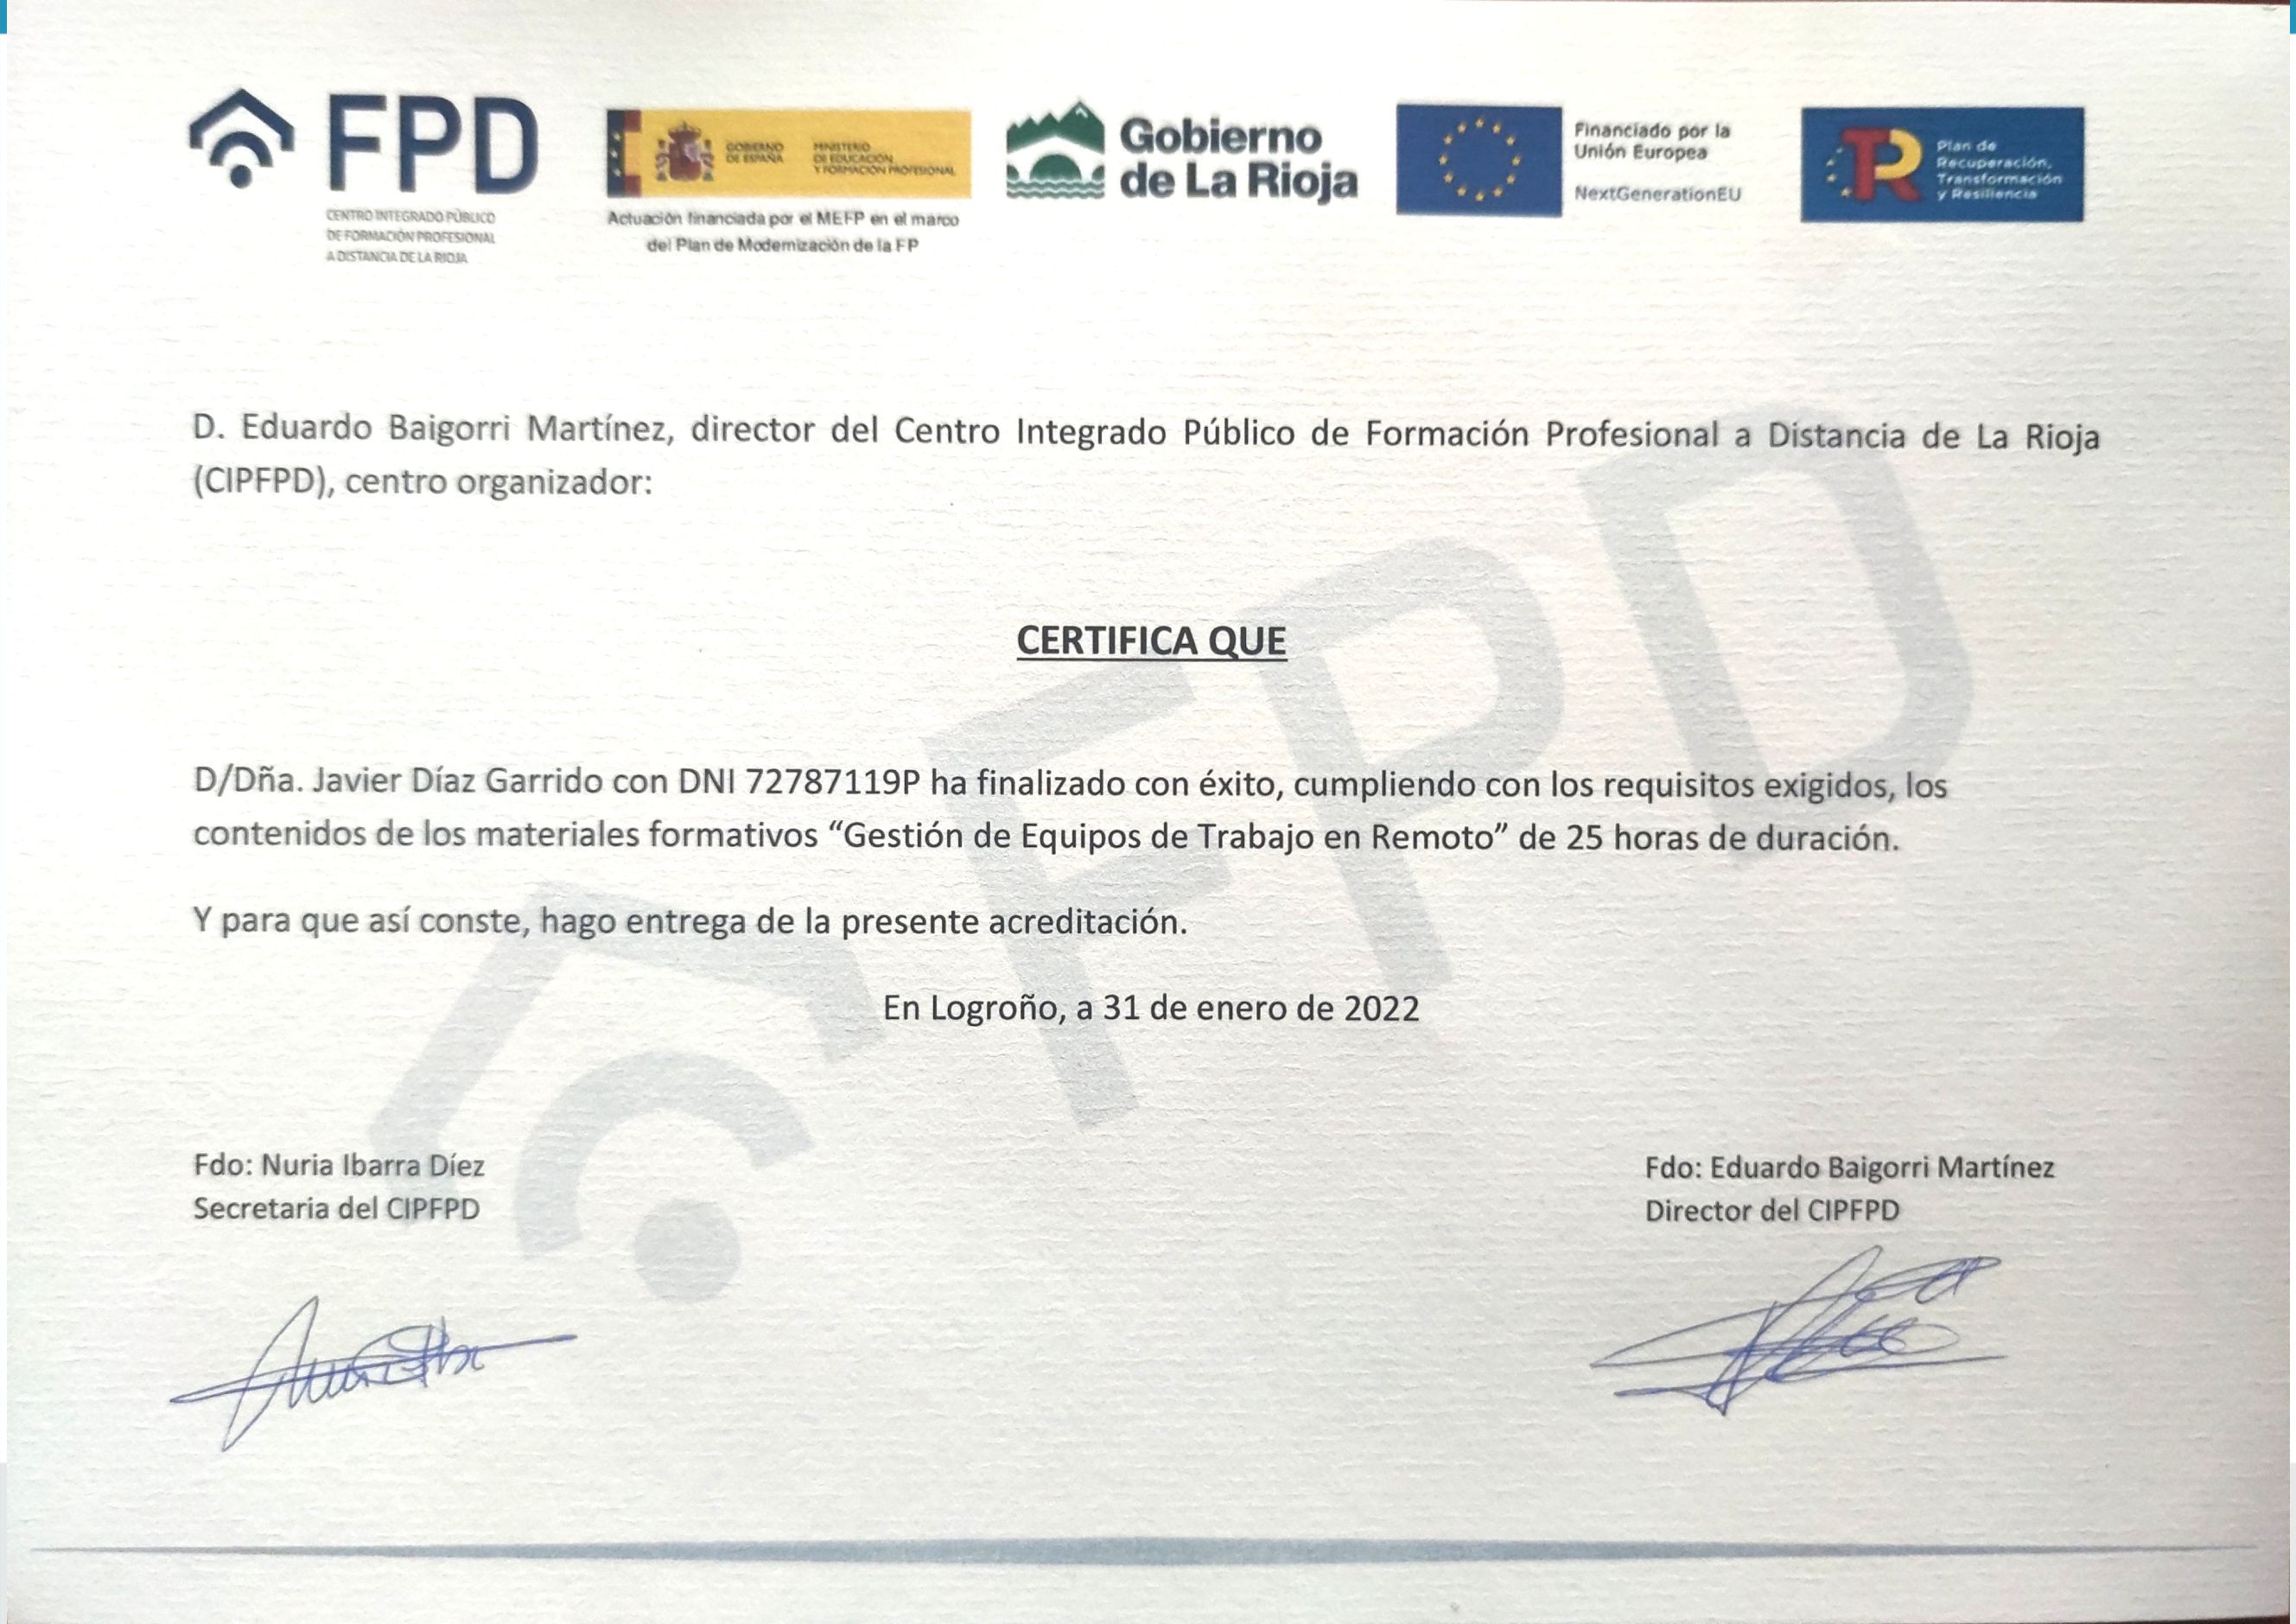 FPD
CENTRO INTEGRADO PÚBLICO
DE FORMACIÓN PROFESIONAL
A DISTANCIA DE LA RIOJA
GOBIERNO
DE ESPAÑA
MINISTERIO
DE EDUCACIÓN
Y FORMACIÓN PROFESIONAL
Actuación financiada por el MEFP en el marco
del Plan de Modernización de la FP
Gobierno
de La Rioja
Financiado por la
Unión Europea
NextGenerationEU
TR
Plan de
Recuperación,
Transformación
y Resiliencia
D. Eduardo Baigorri Martínez, director del Centro Integrado Público de Formación Profesional a Distancia de La Rioja
(CIPFPD), centro organizador:
CERTIFICA QUE
D/Dña. Javier Díaz Garrido con DNI 72787119P ha finalizado con éxito, cumpliendo con los requisitos exigidos, los
contenidos de los materiales formativos “Gestión de Equipos de Trabajo en Remoto” de 25 horas de duración.
Y para que así conste, hago entrega de la presente acreditación.
En Logroño, a 31 de enero de 2022
Fdo: Nuria Ibarra Díez
Secretaria del CIPFPD
Fdo: Eduardo Baigorri Martínez
Director del CIPFPD
FPD